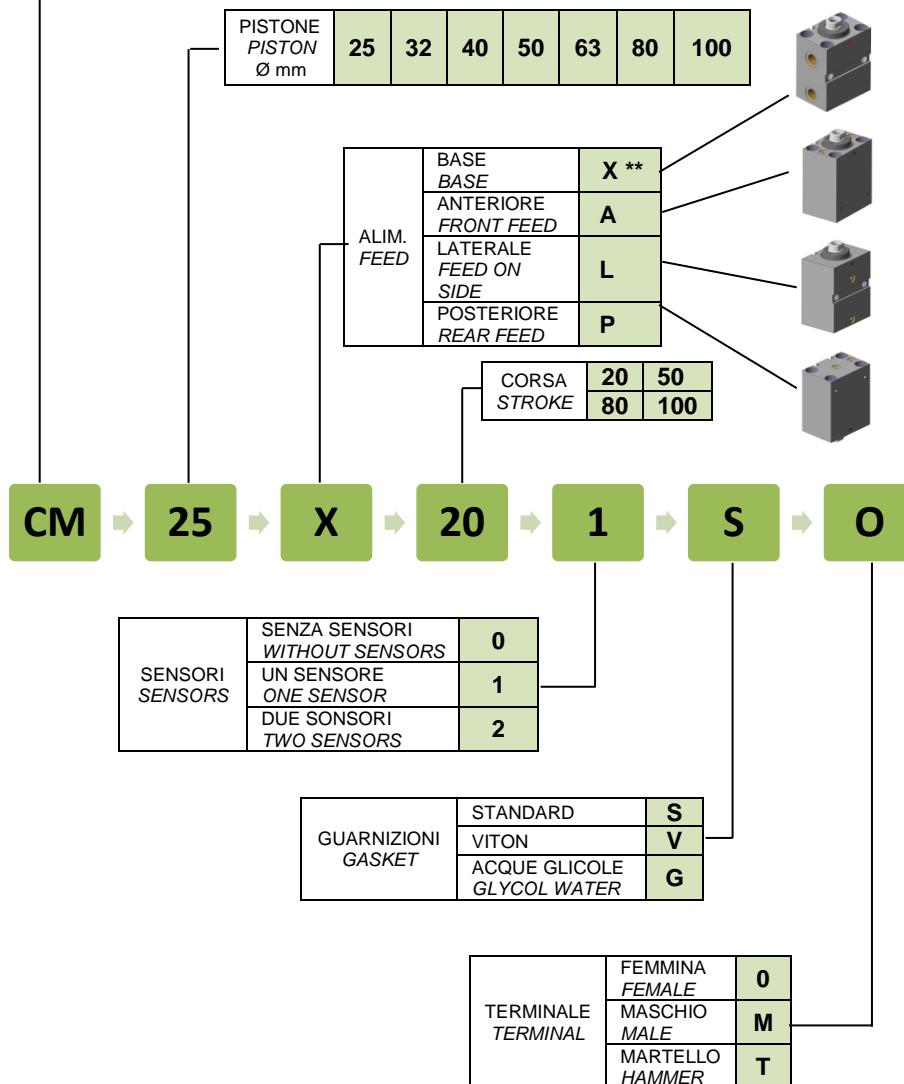 PISTONE
PISTON
Ø mm
25 32 40 50 63 80 100
ALIM.
FEED
BASE
BASE
X **
ANTERIORE
FRONT FEED
A
LATERALE
FEED ON
SIDE
L
POSTERIORE
REAR FEED
P
CORSA
STROKE
20 50
80 100
CM 25 X 20 1 S O
SENSORI
SENSORS
SENZA SENSORI
WITHOUT SENSORS
0
UN SENSORE
ONE SENSOR
1
DUE SONSORI
TWO SENSORS
2
GUARNIZIONI
GASKET
STANDARD
S
VITON
V
ACQUE GLICOLE
GLYCOL WATER
G
TERMINALE
TERMINAL
FEMMINA
FEMALE
0
MASCHIO
MALE
M
MARTELLO
HAMMER
T